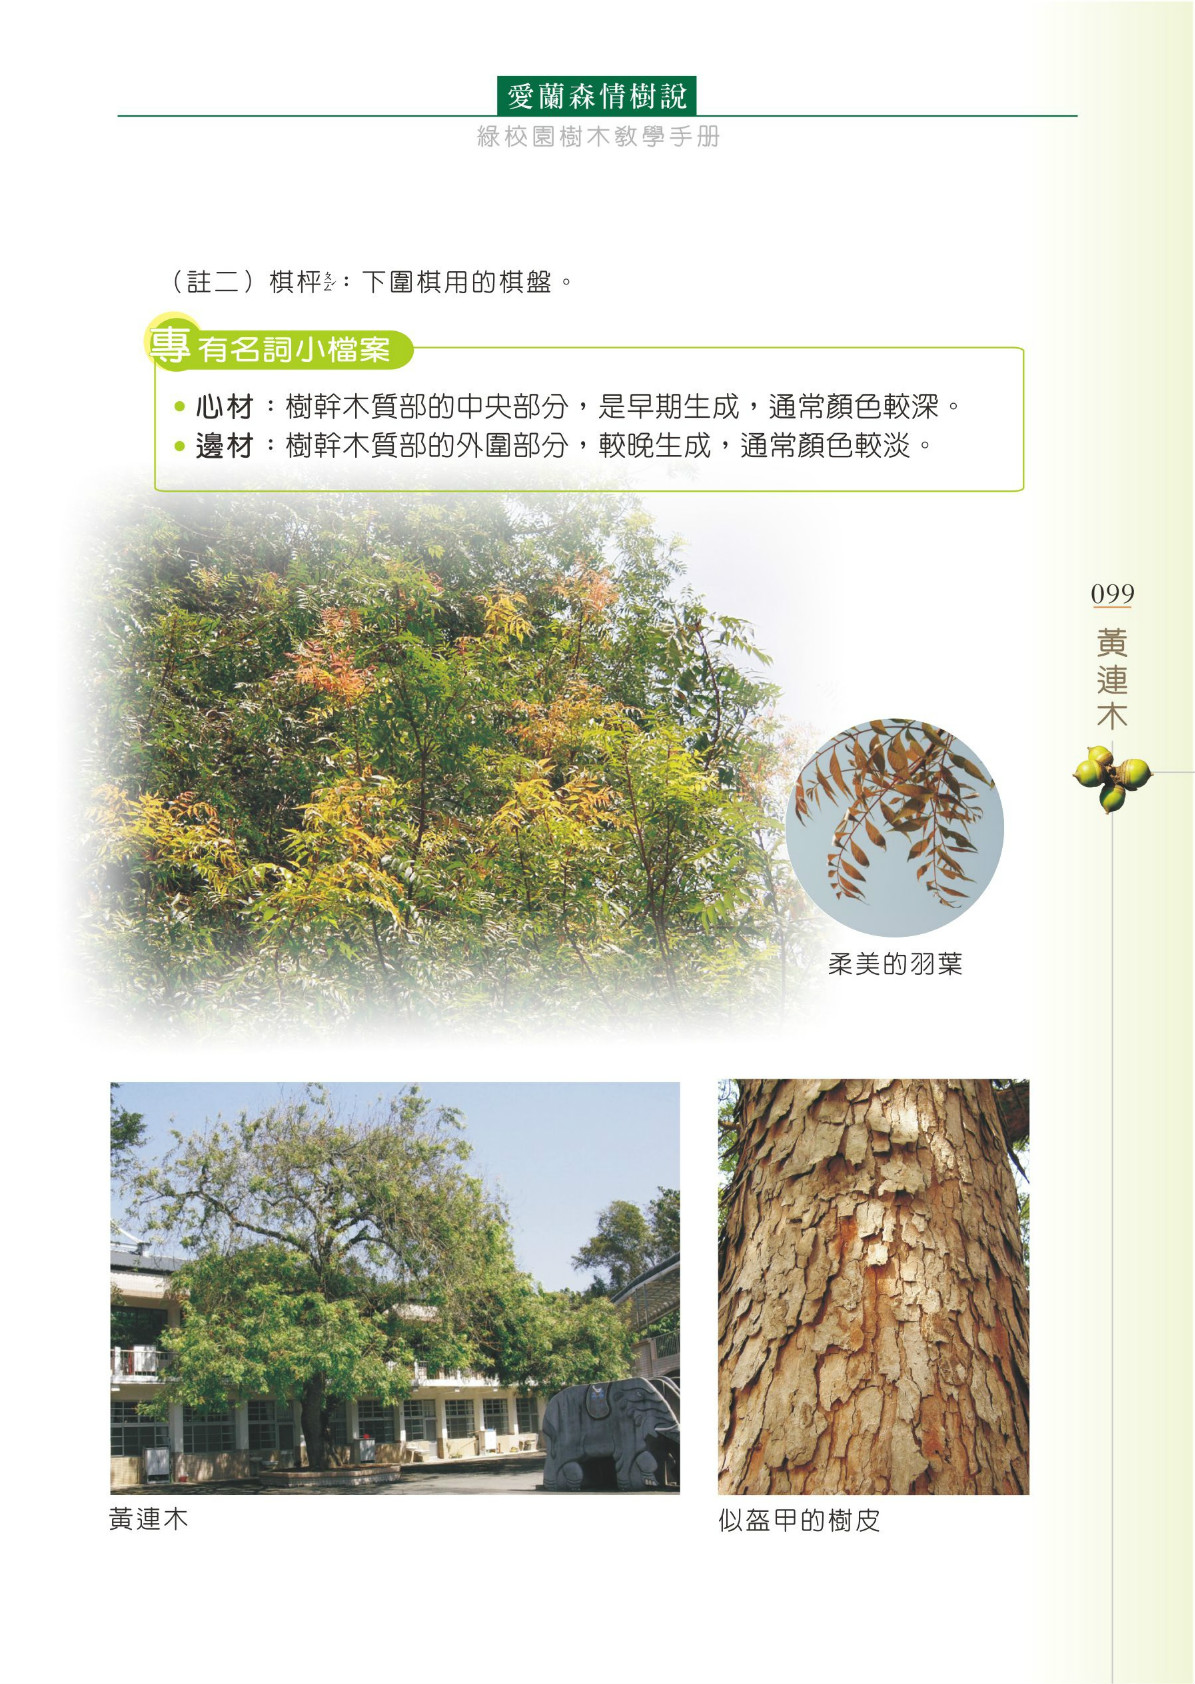 愛蘭森情樹說
綠校園樹木教學手册
（註二）棋枰ㄆㄥˊ：下圍棋用的棋盤。
專有名詞小檔案
• 心材：樹幹木質部的中央部分，是早期生成，通常顏色較深。
• 邊材：樹幹木質部的外圍部分，較晚生成，通常顏色較淡。
099
黃連木
柔美的羽葉
黃連木
似盔甲的樹皮